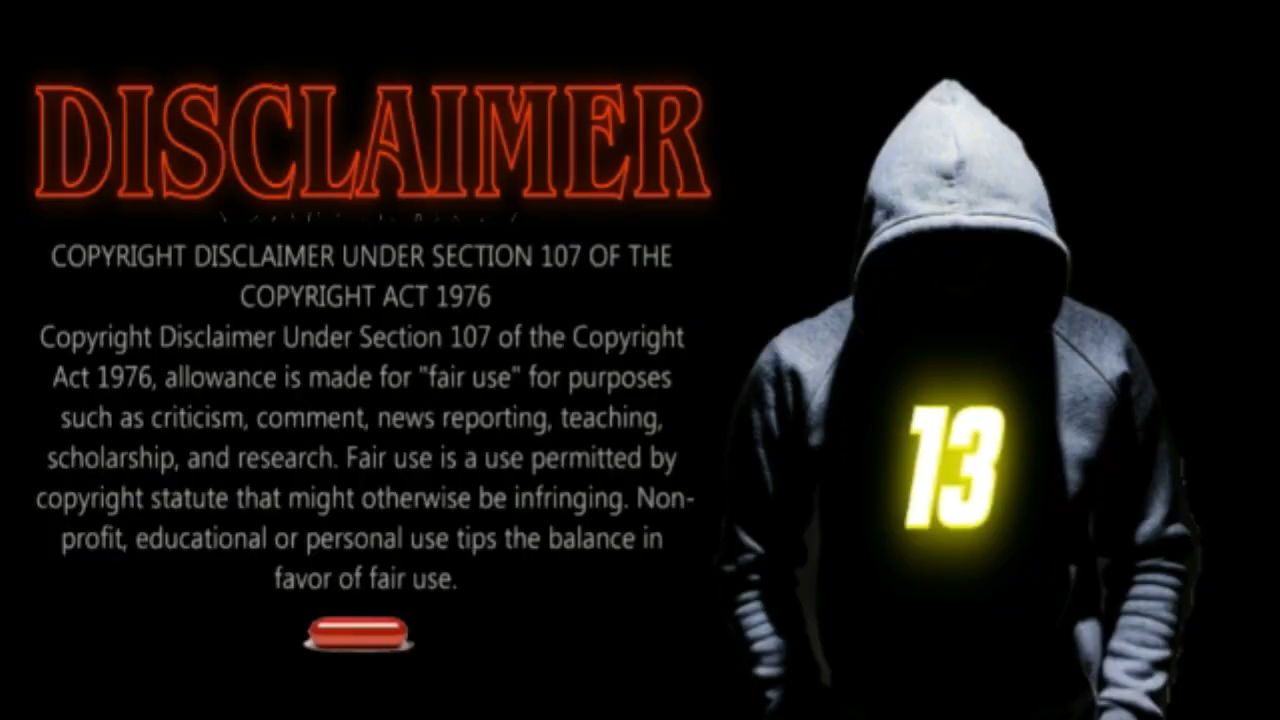 DISCLAIMER
COPYRIGHT DISCLAIMER UNDER SECTION 107 OF THE
COPYRIGHT ACT 1976
Copyright Disclaimer Under Section 107 of the Copyright
Act 1976, allowance is made for "fair use" for purposes
such as criticism, comment, news reporting, teaching,
scholarship, and research. Fair use is a use permitted by
copyright statute that might otherwise be infringing. Non-
profit, educational or personal use tips the balance in
favor of fair use.
13